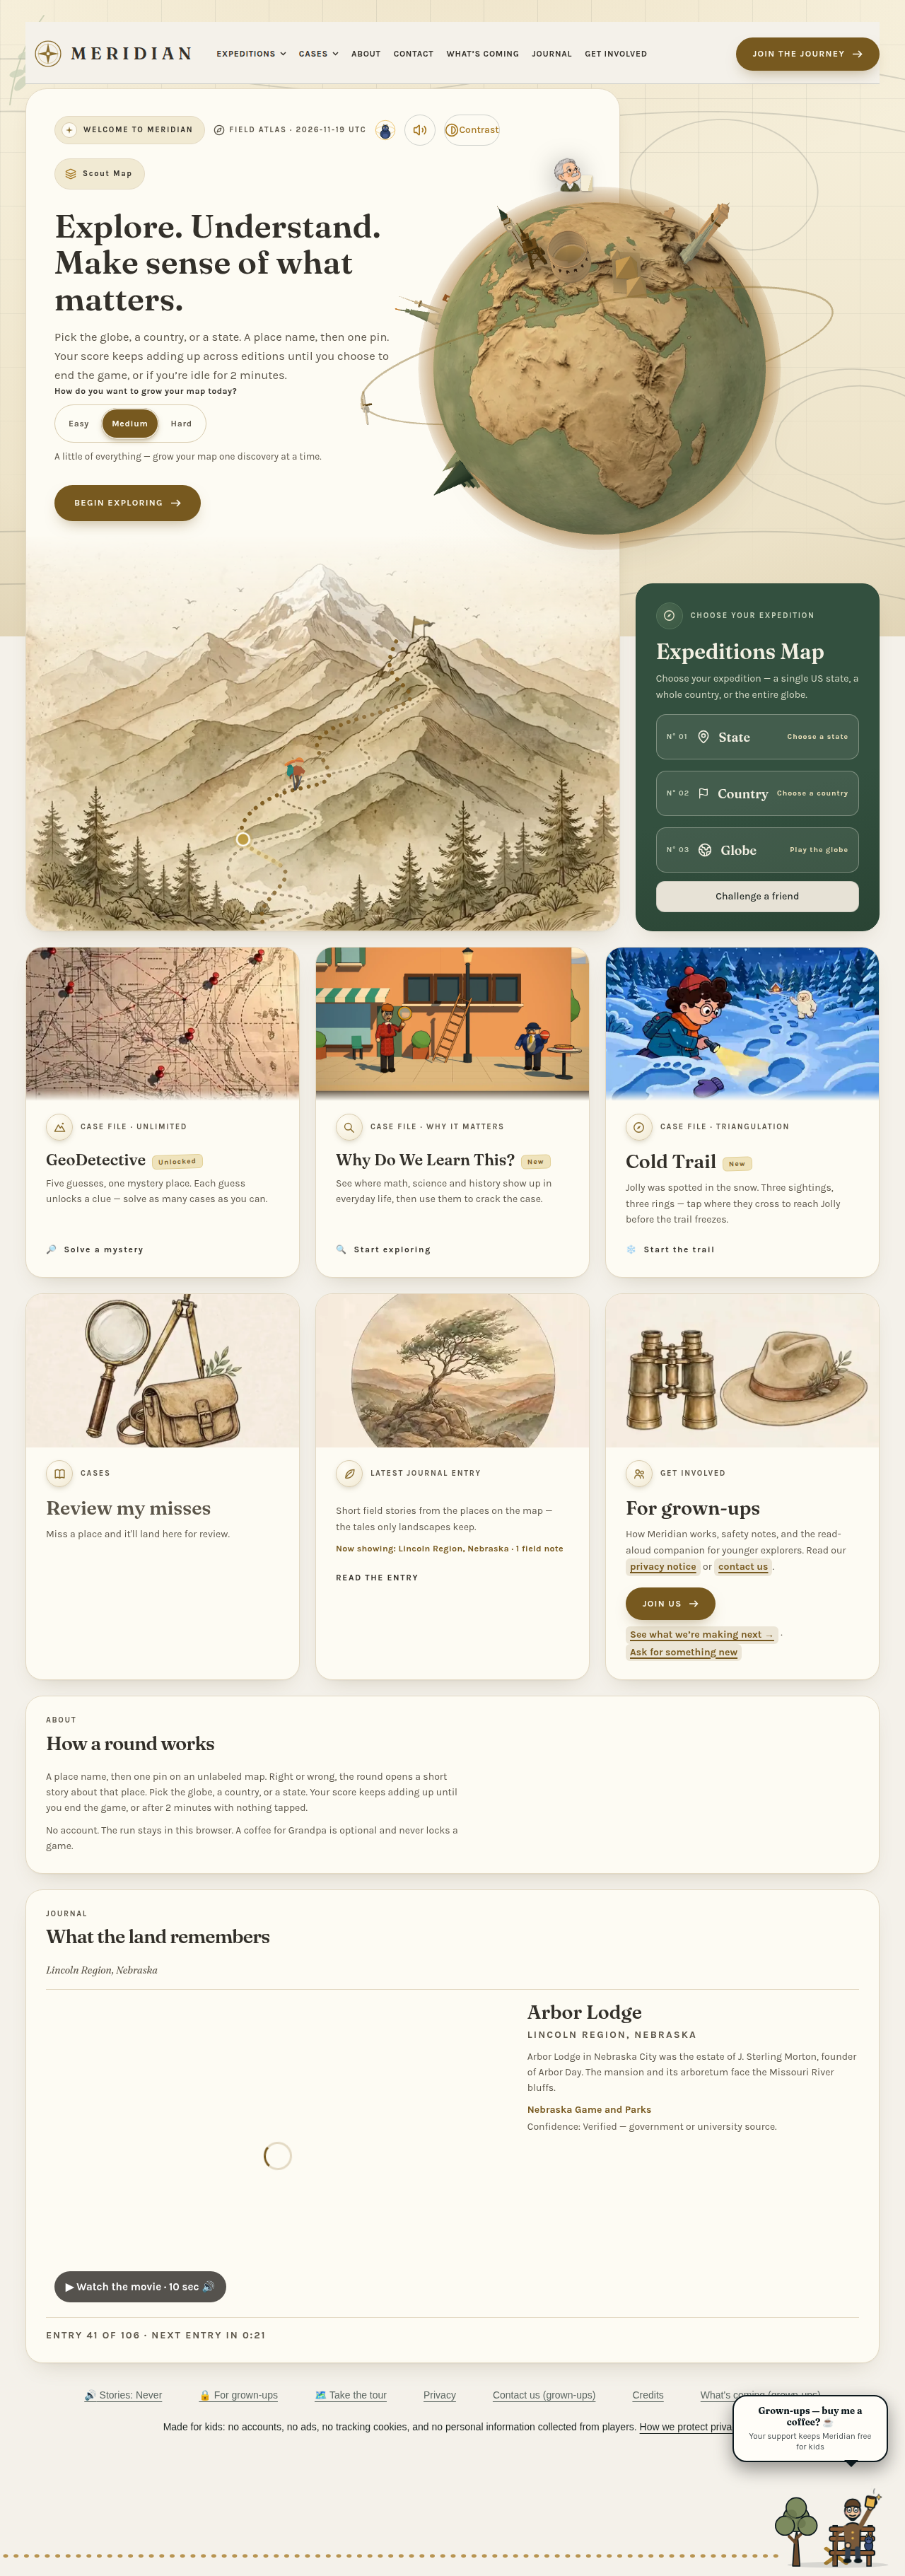 MERIDIAN
EXPEDITIONS CASES ABOUT CONTACT WHAT'S COMING JOURNAL GET INVOLVED
JOIN THE JOURNEY →
WELCOME TO MERIDIAN
FIELD ATLAS · 2026-11-19 UTC
Contrast
Scout Map
Explore. Understand.
Make sense of what
matters.
Pick the globe, a country, or a state. A place name, then one pin.
Your score keeps adding up across editions until you choose to
end the game, or if you're idle for 2 minutes.
How do you want to grow your map today?
Easy Medium Hard
A little of everything — grow your map one discovery at a time.
BEGIN EXPLORING →
CHOOSE YOUR EXPEDITION
Expeditions Map
Choose your expedition — a single US state, a
whole country, or the entire globe.
N° 01 State Choose a state
N° 02 Country Choose a country
N° 03 Globe Play the globe
Challenge a friend
CASE FILE · UNLIMITED
GeoDetective Unlocked
Five guesses, one mystery place. Each guess
unlocks a clue — solve as many cases as you can.
🔎 Solve a mystery
CASE FILE · WHY IT MATTERS
Why Do We Learn This? New
See where math, science and history show up in
everyday life, then use them to crack the case.
🔍 Start exploring
CASE FILE · TRIANGULATION
Cold Trail New
Jolly was spotted in the snow. Three sightings,
three rings — tap where they cross to reach Jolly
before the trail freezes.
❄️ Start the trail
CASES
Review my misses
Miss a place and it'll land here for review.
LATEST JOURNAL ENTRY
Short field stories from the places on the map —
the tales only landscapes keep.
Now showing: Lincoln Region, Nebraska · 1 field note
READ THE ENTRY
GET INVOLVED
For grown-ups
How Meridian works, safety notes, and the read-
aloud companion for younger explorers. Read our
privacy notice or contact us.
JOIN US →
See what we're making next → ·
Ask for something new
ABOUT
How a round works
A place name, then one pin on an unlabeled map. Right or wrong, the round opens a short
story about that place. Pick the globe, a country, or a state. Your score keeps adding up until
you end the game, or after 2 minutes with nothing tapped.
No account. The run stays in this browser. A coffee for Grandpa is optional and never locks a
game.
JOURNAL
What the land remembers
Lincoln Region, Nebraska
Arbor Lodge
LINCOLN REGION, NEBRASKA
Arbor Lodge in Nebraska City was the estate of J. Sterling Morton, founder
of Arbor Day. The mansion and its arboretum face the Missouri River
bluffs.
Nebraska Game and Parks
Confidence: Verified — government or university source.
▶ Watch the movie · 10 sec 🔊
ENTRY 41 OF 106 · NEXT ENTRY IN 0:21
🔊 Stories: Never 🔒 For grown-ups 🗺️ Take the tour Privacy Contact us (grown-ups) Credits What's coming (grown-ups)
Made for kids: no accounts, no ads, no tracking cookies, and no personal information collected from players. How we protect
Grown-ups — buy me a
coffee? ☕
Your support keeps Meridian free
for kids